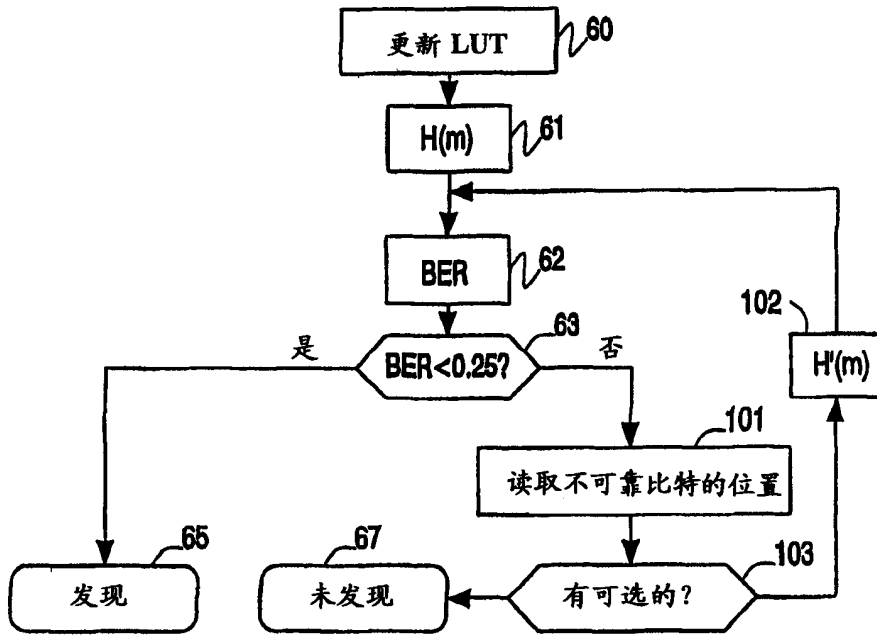 更新 LUT
60
H(m)
61
BER
62
102
63
是
BER<0.25?
否
H'(m)
101
读取不可靠比特的位置
65
67
103
发现
未发现
有可选的?